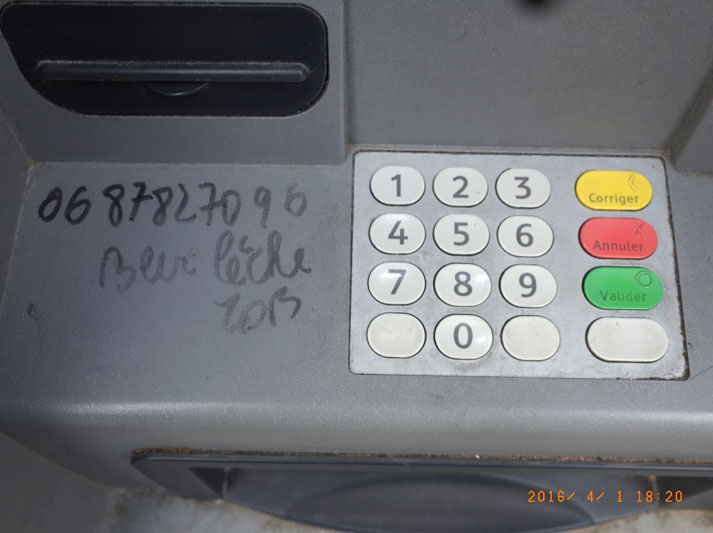 0687827096
lèche
1 2 3 Corriger
4 5 6 Annuler
7 8 9 Valider
0
2016/ 4/ 1 18:20